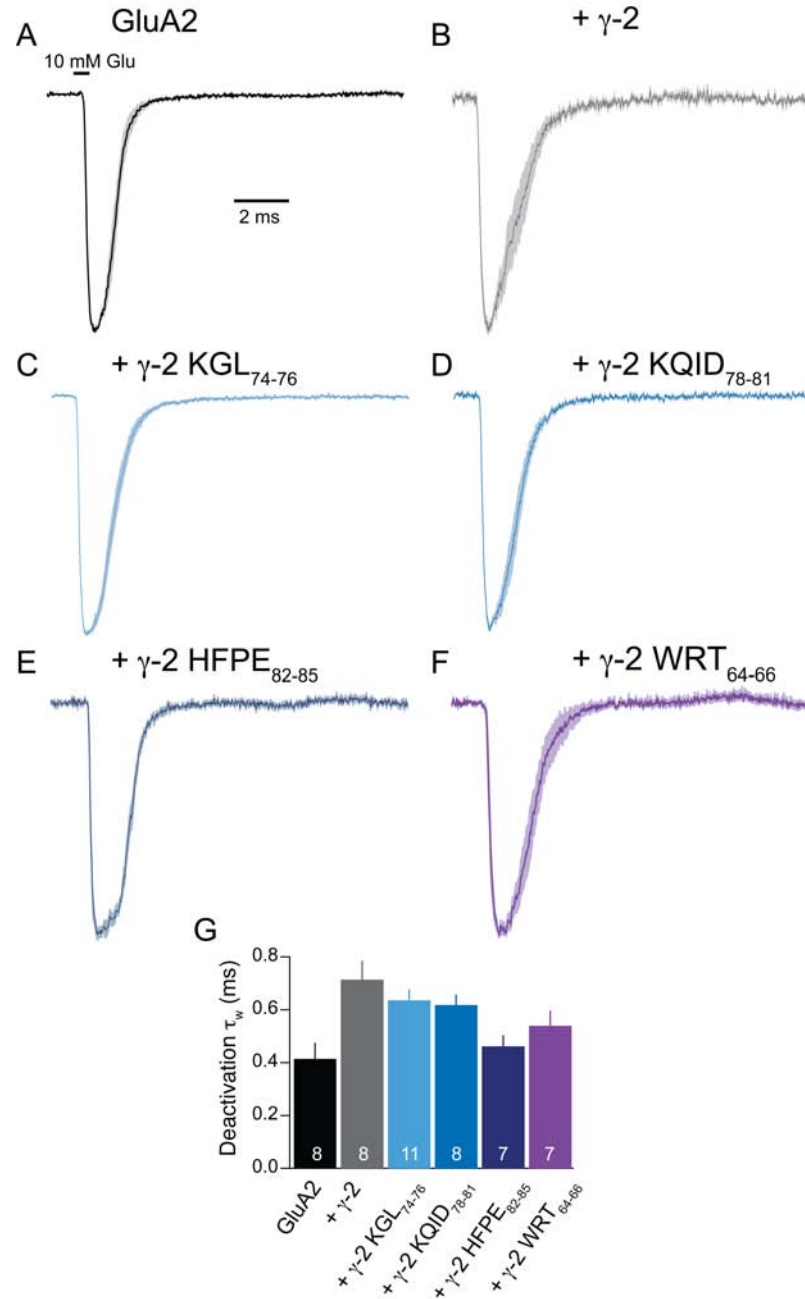 A
GluA2
10 mM Glu
2 ms
B
+ γ-2
C
+ γ-2 KGL74-76
D
+ γ-2 KQID78-81
E
+ γ-2 HFPE82-85
F
+ γ-2 WRT64-66
G
Deactivation τw (ms)
0.8
0.6
0.4
0.2
0.0
8
8
11
8
7
7
GluA2
+ γ-2
+ γ-2 KGL74-76
+ γ-2 KQID78-81
+ γ-2 HFPE82-85
+ γ-2 WRT64-66